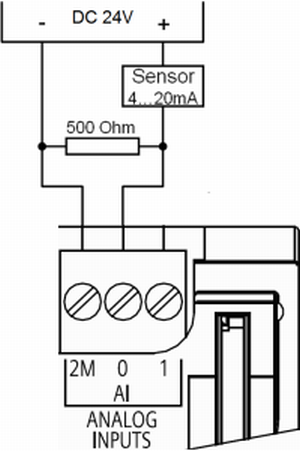 DC 24V
- +
Sensor
4...20mA
500 Ohm
2M 0 1
AI
ANALOG
INPUTS